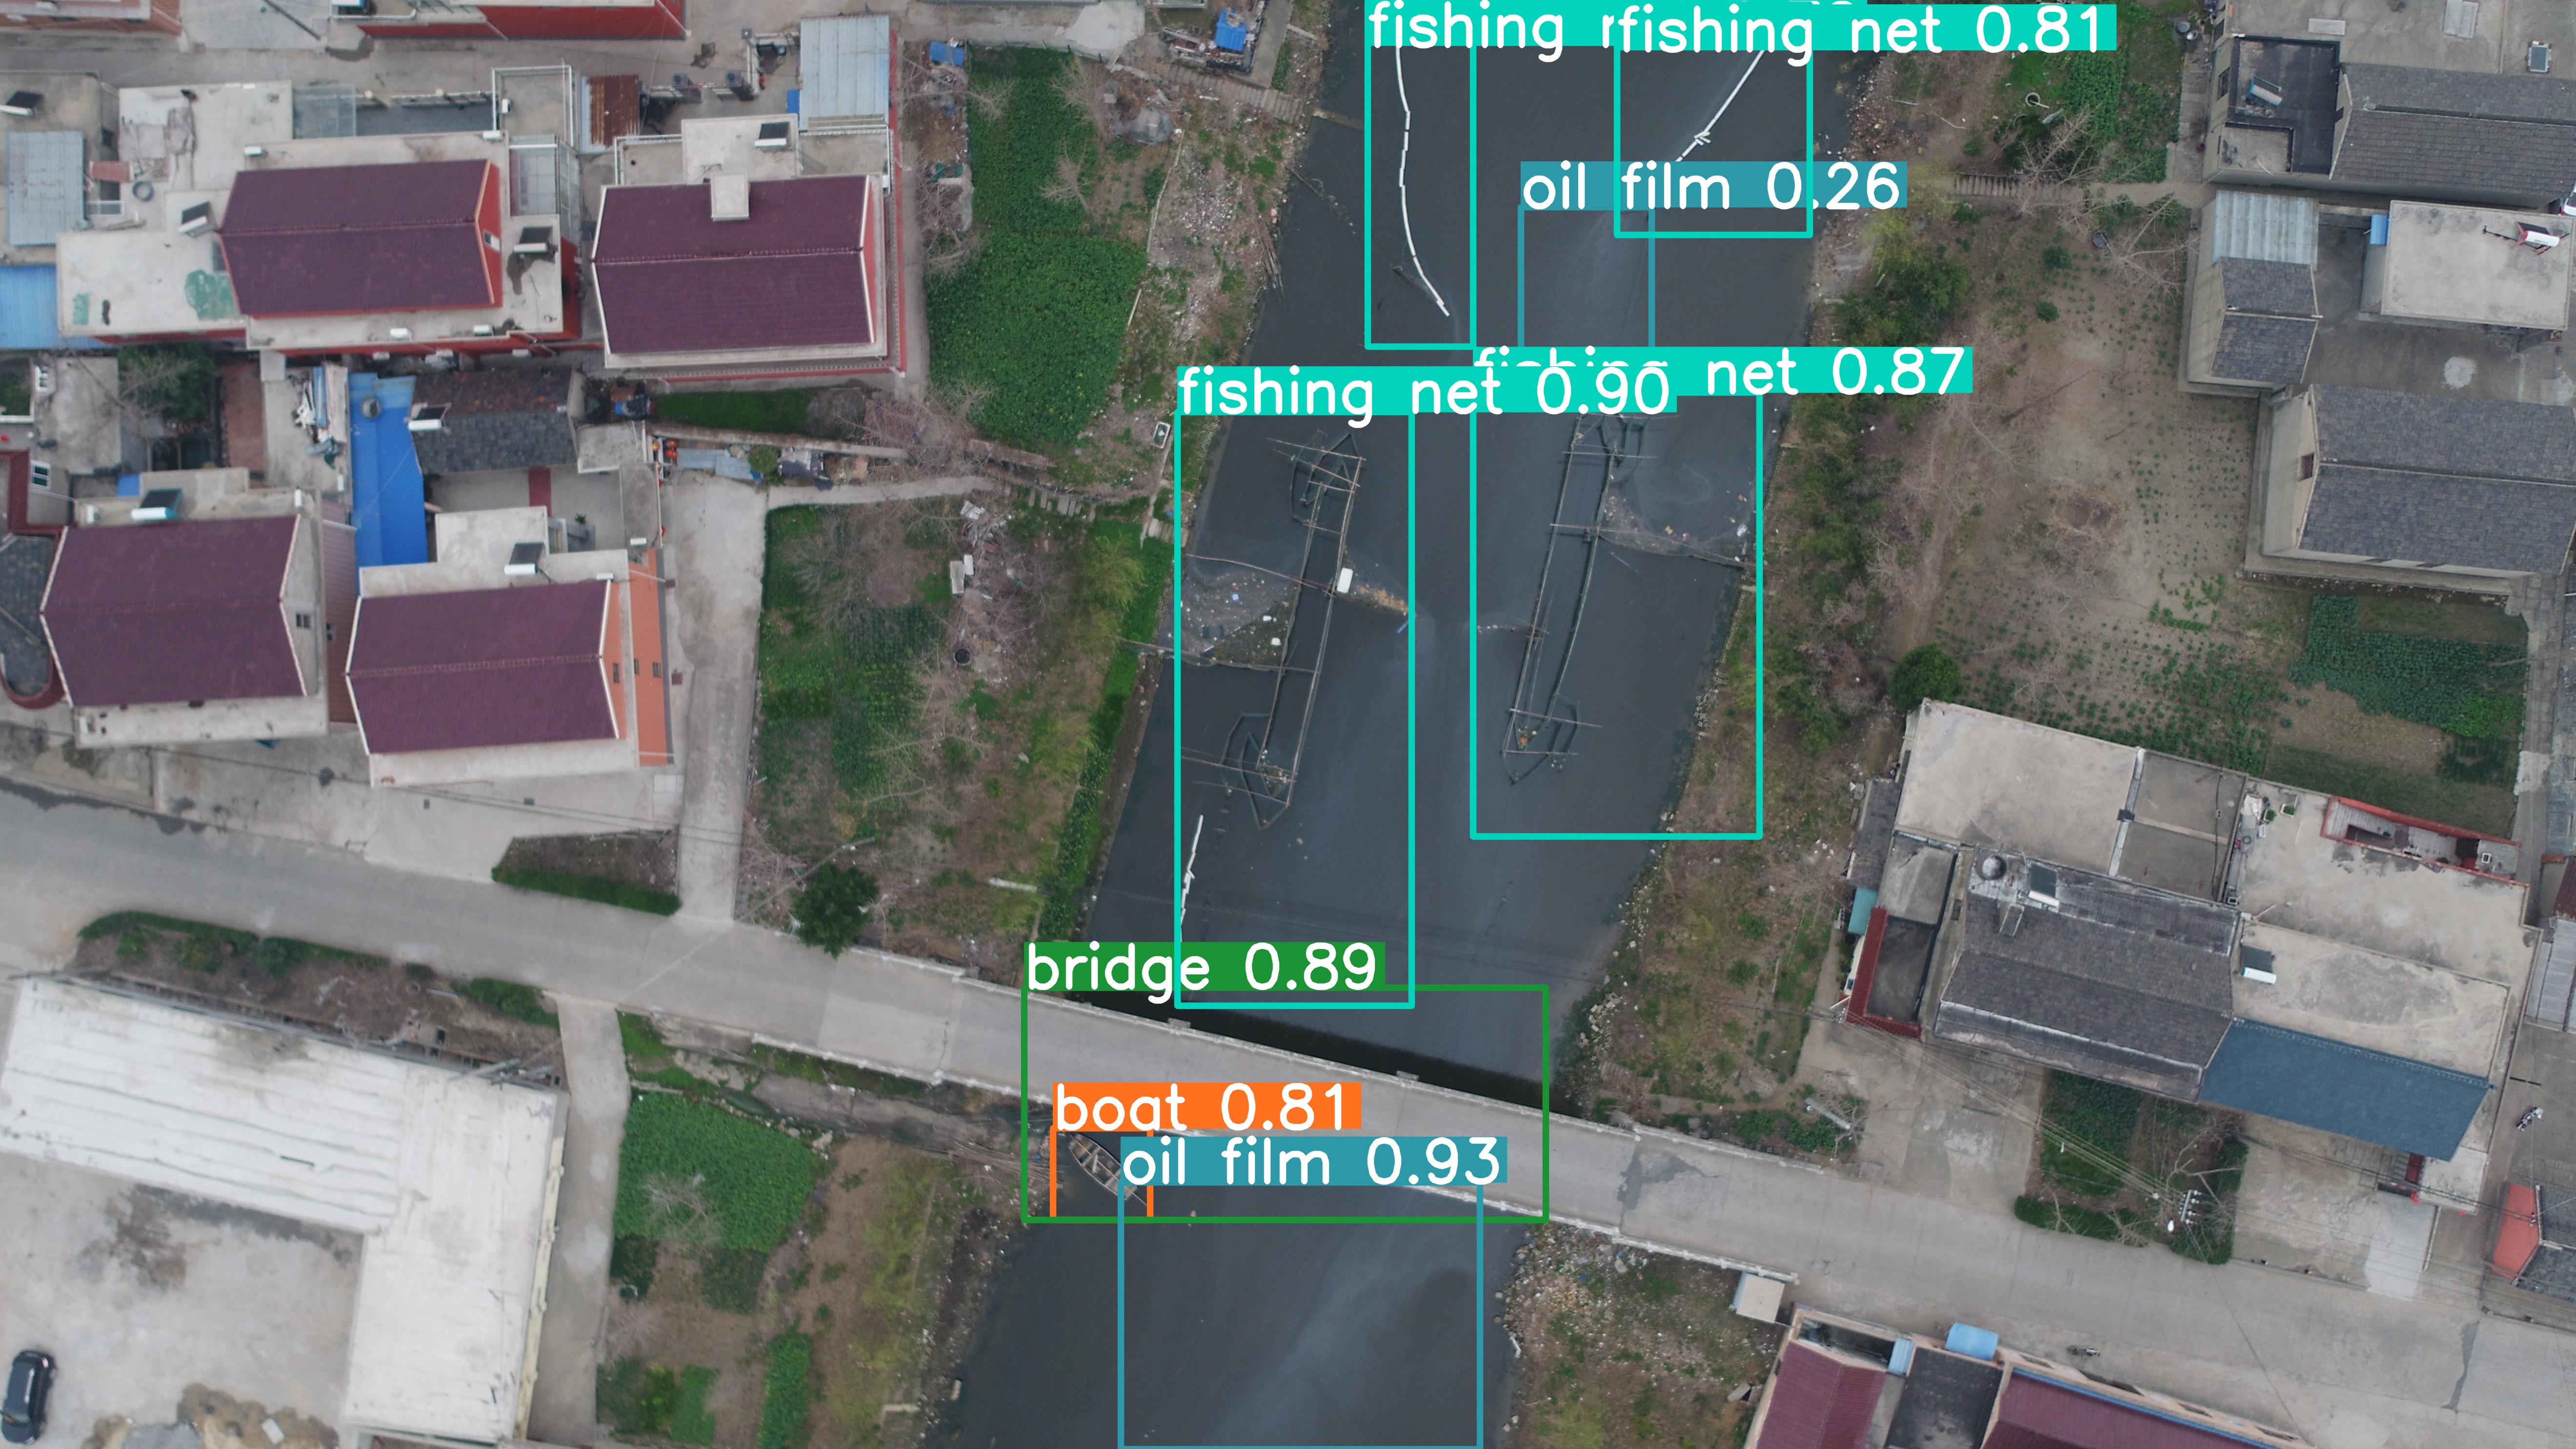 fishing
fishing net 0.81
oil film 0.26
net 0.87
fishing net 0.90
bridge 0.89
boat 0.81
oil film 0.93